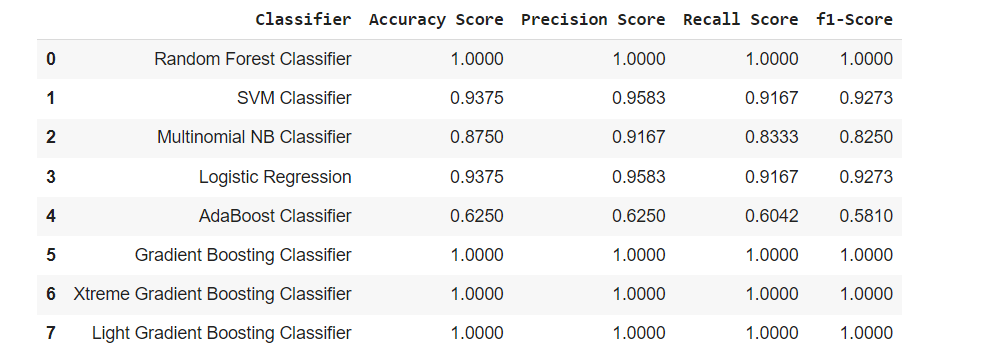 Classifier Accuracy Score Precision Score Recall Score f1-Score
0 Random Forest Classifier 1.0000 1.0000 1.0000 1.0000
1 SVM Classifier 0.9375 0.9583 0.9167 0.9273
2 Multinomial NB Classifier 0.8750 0.9167 0.8333 0.8250
3 Logistic Regression 0.9375 0.9583 0.9167 0.9273
4 AdaBoost Classifier 0.6250 0.6250 0.6042 0.5810
5 Gradient Boosting Classifier 1.0000 1.0000 1.0000 1.0000
6 Xtreme Gradient Boosting Classifier 1.0000 1.0000 1.0000 1.0000
7 Light Gradient Boosting Classifier 1.0000 1.0000 1.0000 1.0000